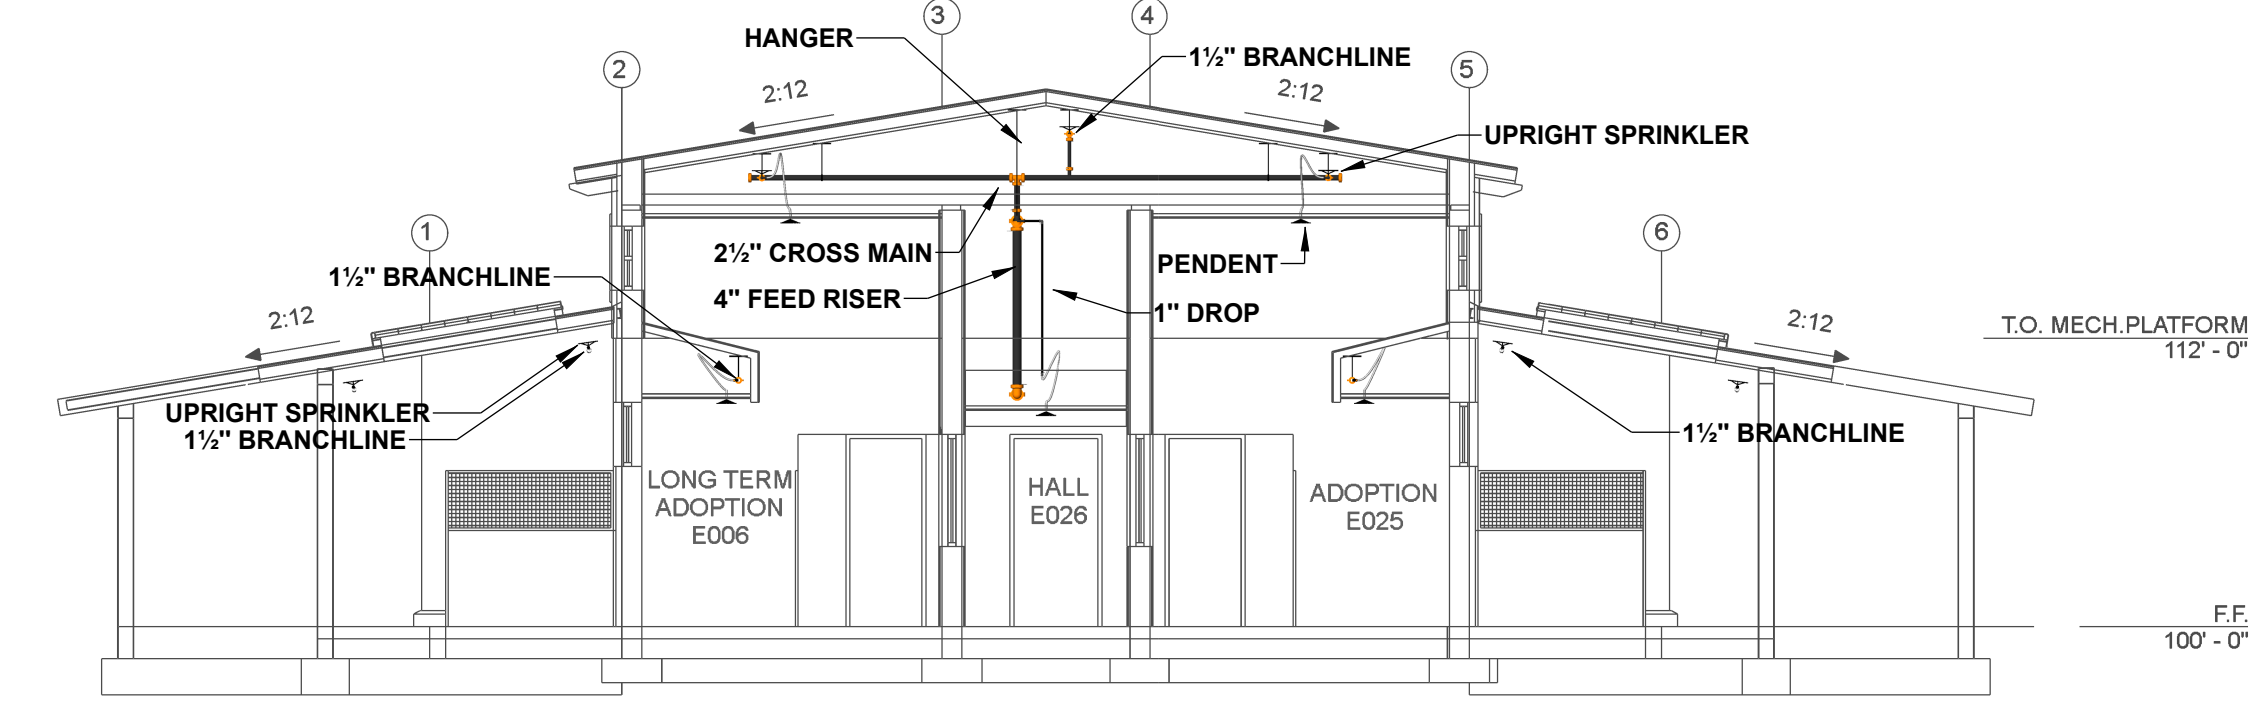 3
4
HANGER
1½" BRANCHLINE
2
5
2:12
2:12
UPRIGHT SPRINKLER
1
6
2½" CROSS MAIN
PENDENT
1½" BRANCHLINE
4" FEED RISER
1" DROP
2:12
2:12
T.O. MECH.PLATFORM
112' - 0"
UPRIGHT SPRINKLER
1½" BRANCHLINE
1½" BRANCHLINE
LONG TERM
ADOPTION
E006
HALL
E026
ADOPTION
E025
F.F.
100' - 0"